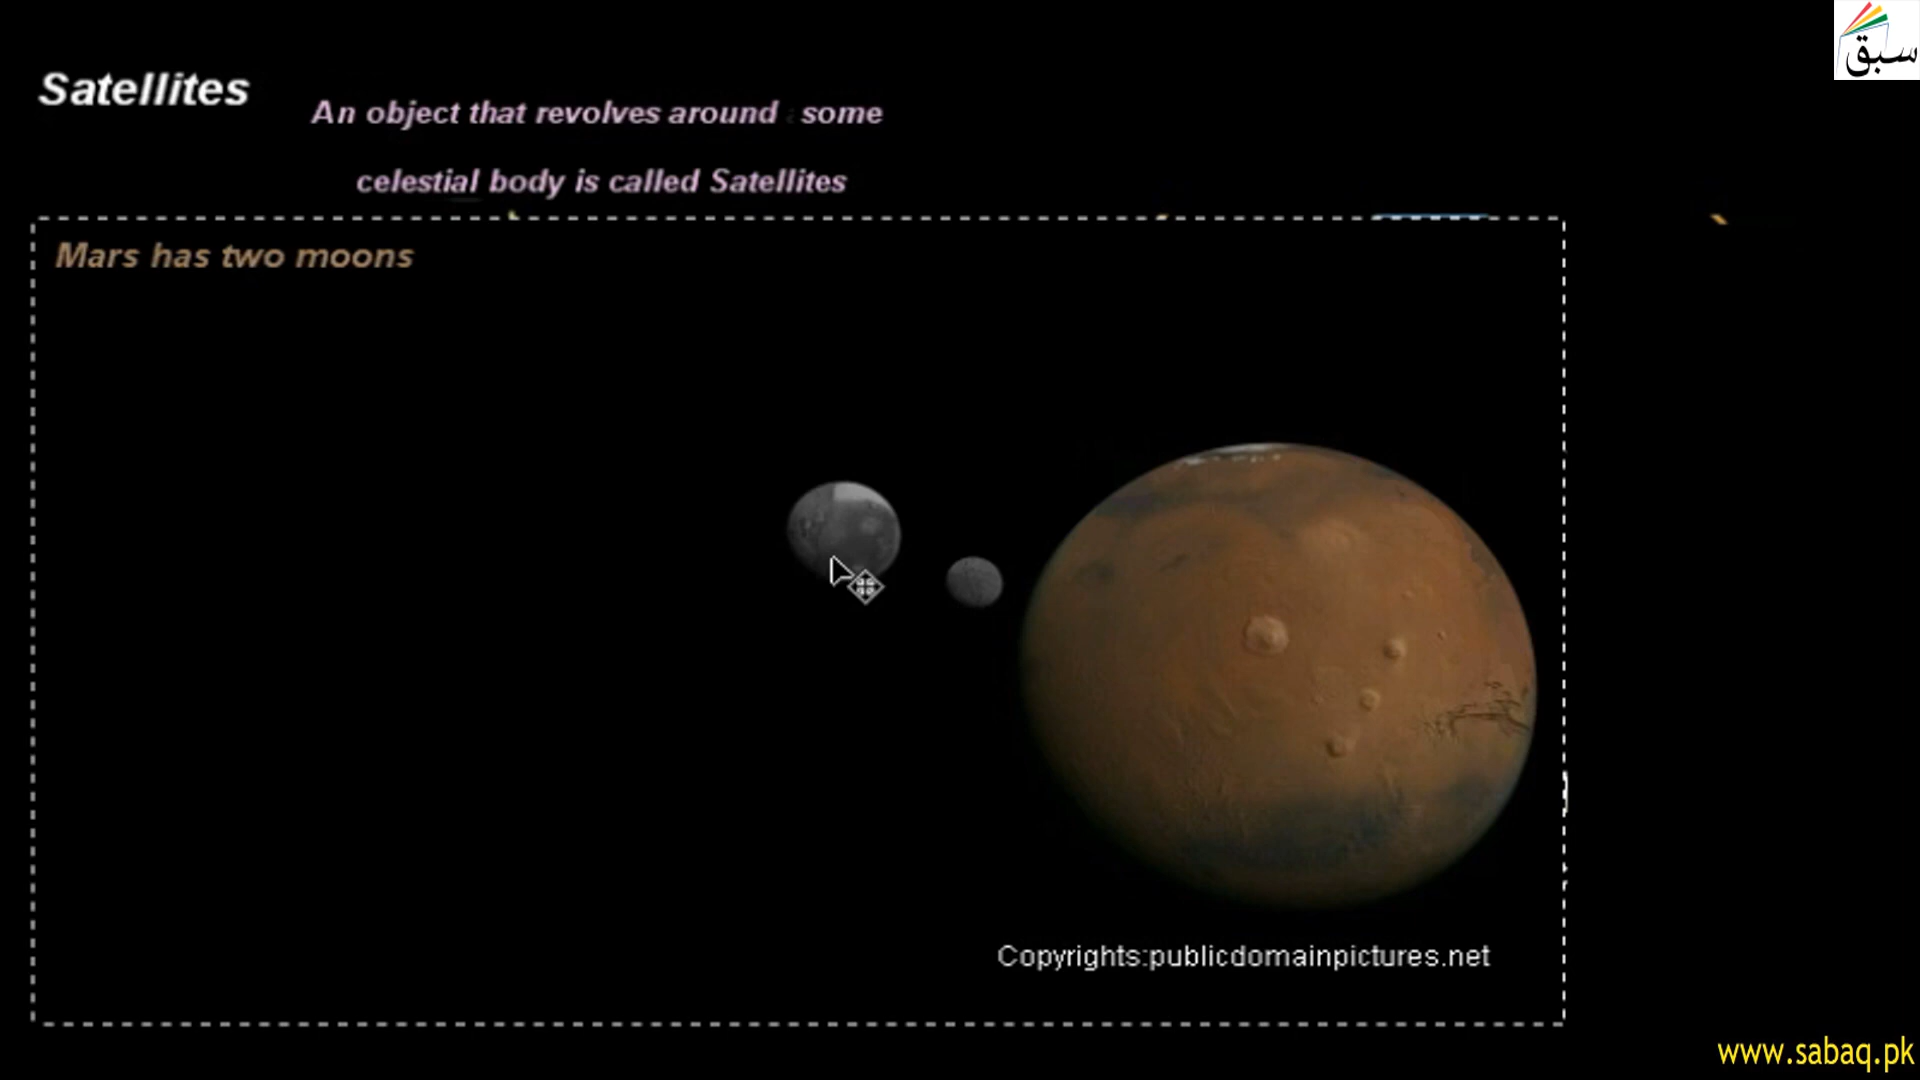 سبق
Satellites
An object that revolves around some
celestial body is called Satellites
Mars has two moons
Copyrights:publicdomainpictures.net
www.sabaq.pk